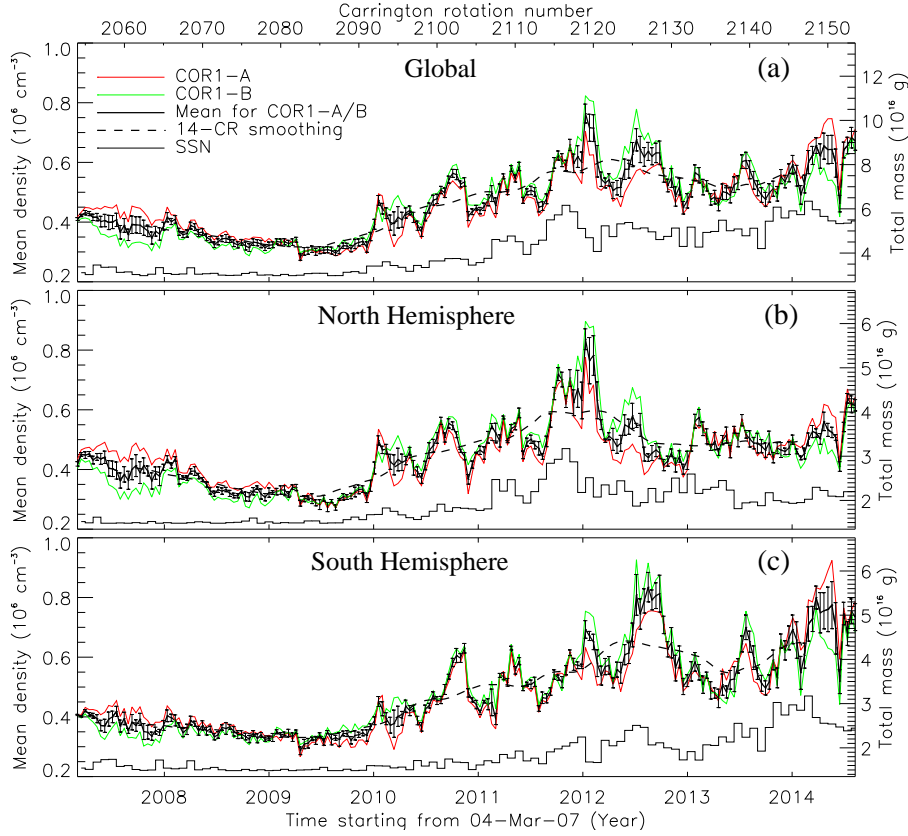 Carrington rotation number
2060 2070 2080 2090 2100 2110 2120 2130 2140 2150
Global
(a)
COR1-A
COR1-B
Mean for COR1-A/B
14-CR smoothing
SSN
Mean density (10⁶ cm⁻³)
1.0
0.8
0.6
0.4
0.2
Total mass (10¹⁶ g)
12
10
8
6
4
North Hemisphere
(b)
Mean density (10⁶ cm⁻³)
1.0
0.8
0.6
0.4
0.2
Total mass (10¹⁶ g)
6
5
4
3
2
South Hemisphere
(c)
Mean density (10⁶ cm⁻³)
1.0
0.8
0.6
0.4
0.2
Total mass (10¹⁶ g)
6
5
4
3
2
2008 2009 2010 2011 2012 2013 2014
Time starting from 04-Mar-07 (Year)